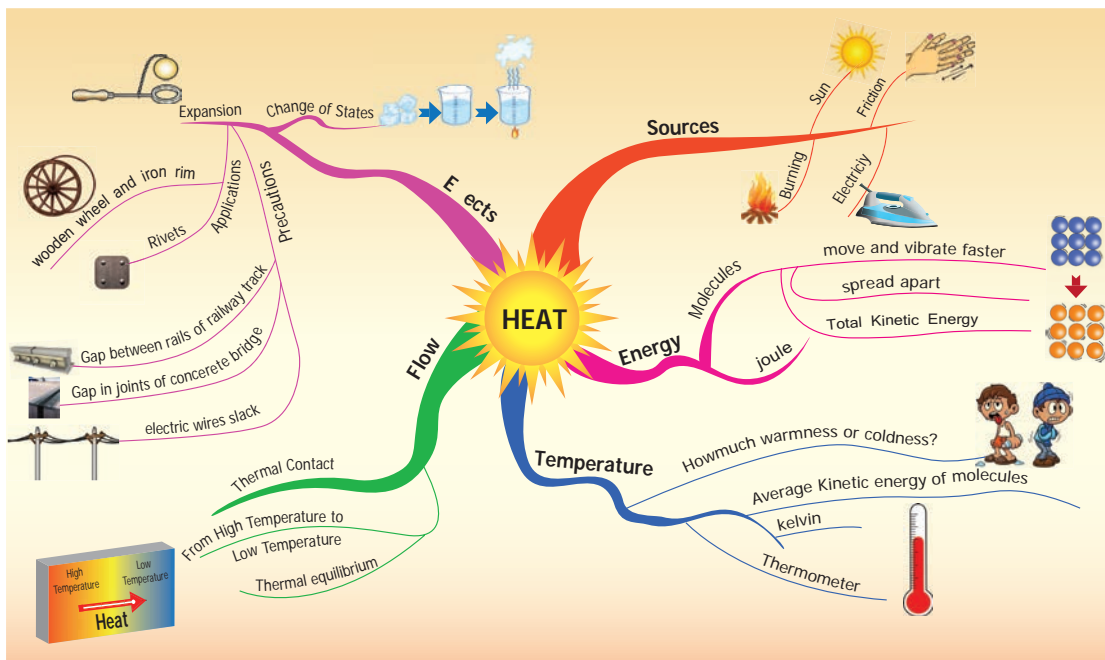 HEAT
Sources
Sun
Friction
Burning
Electriciy
Energy
Molecules
move and vibrate faster
spread apart
Total Kinetic Energy
joule
Temperature
Howmuch warmness or coldness?
Average Kinetic energy of molecules
kelvin
Thermometer
Flow
Thermal Contact
From High Temperature to
Low Temperature
Thermal equilibrium
High
Temperature
Low
Temperature
Heat
E ects
Change of States
Expansion
Applications
wooden wheel and iron rim
Rivets
Precautions
Gap between rails of railway track
Gap in joints of concrete bridge
electric wires slack